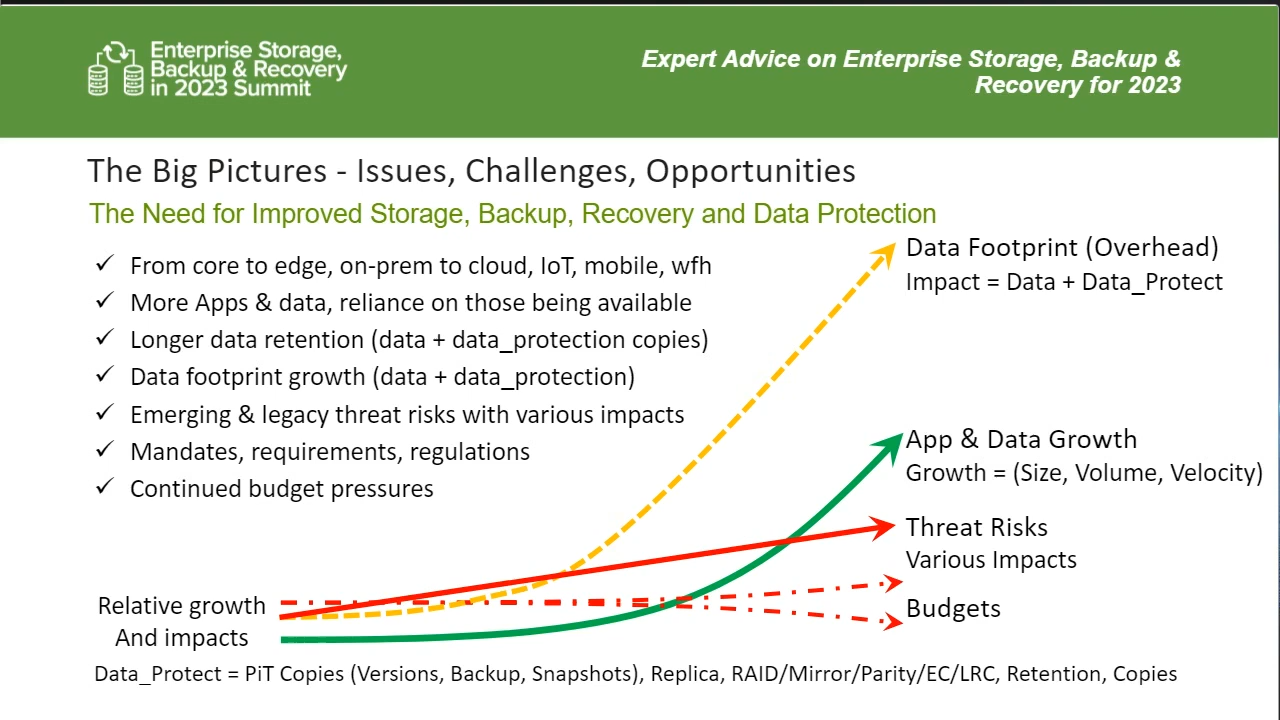 Enterprise Storage,
Backup & Recovery
in 2023 Summit
Expert Advice on Enterprise Storage, Backup &
Recovery for 2023
The Big Pictures - Issues, Challenges, Opportunities
The Need for Improved Storage, Backup, Recovery and Data Protection
From core to edge, on-prem to cloud, IoT, mobile, wfh
More Apps & data, reliance on those being available
Longer data retention (data + data_protection copies)
Data footprint growth (data + data_protection)
Emerging & legacy threat risks with various impacts
Mandates, requirements, regulations
Continued budget pressures
Data Footprint (Overhead)
Impact = Data + Data_Protect
App & Data Growth
Growth = (Size, Volume, Velocity)
Threat Risks
Various Impacts
Budgets
Relative growth
And impacts
Data_Protect = PiT Copies (Versions, Backup, Snapshots), Replica, RAID/Mirror/Parity/EC/LRC, Retention, Copies